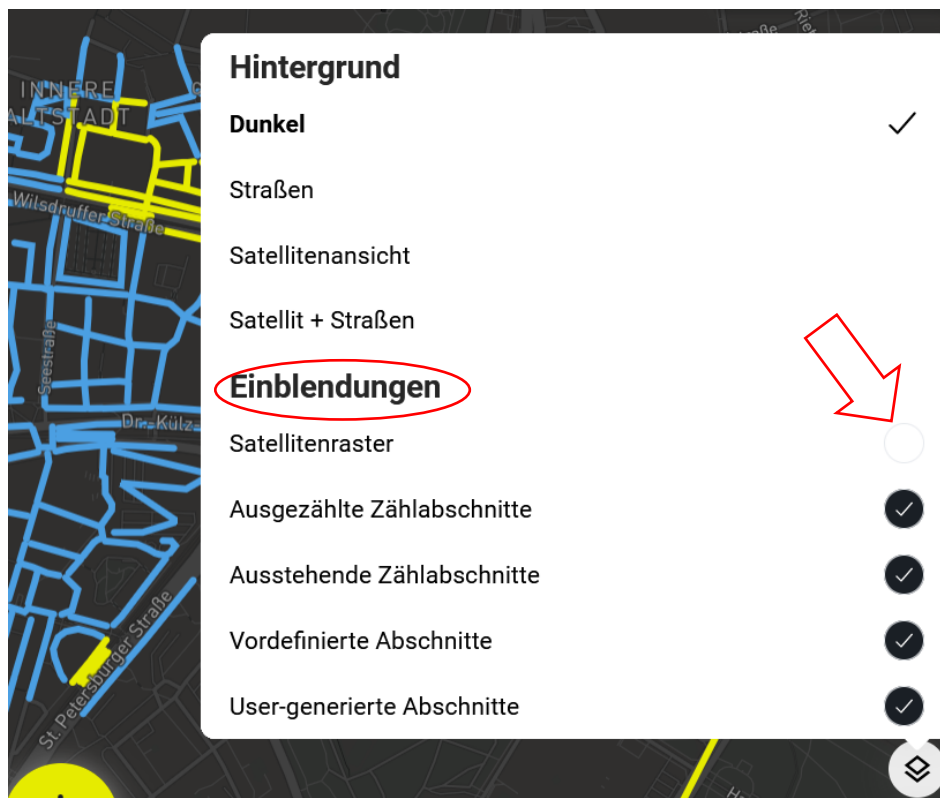 Hintergrund
Dunkel
Straßen
Satellitenansicht
Satellit + Straßen
Einblendungen
Satellitenraster
Ausgezählte Zählabschnitte
Ausstehende Zählabschnitte
Vordefinierte Abschnitte
User-generierte Abschnitte
INNERE
ALTSTADT
Wilsdruffer Straße
Seestraße
Dr.-Külz-
St. Petersburger Straße